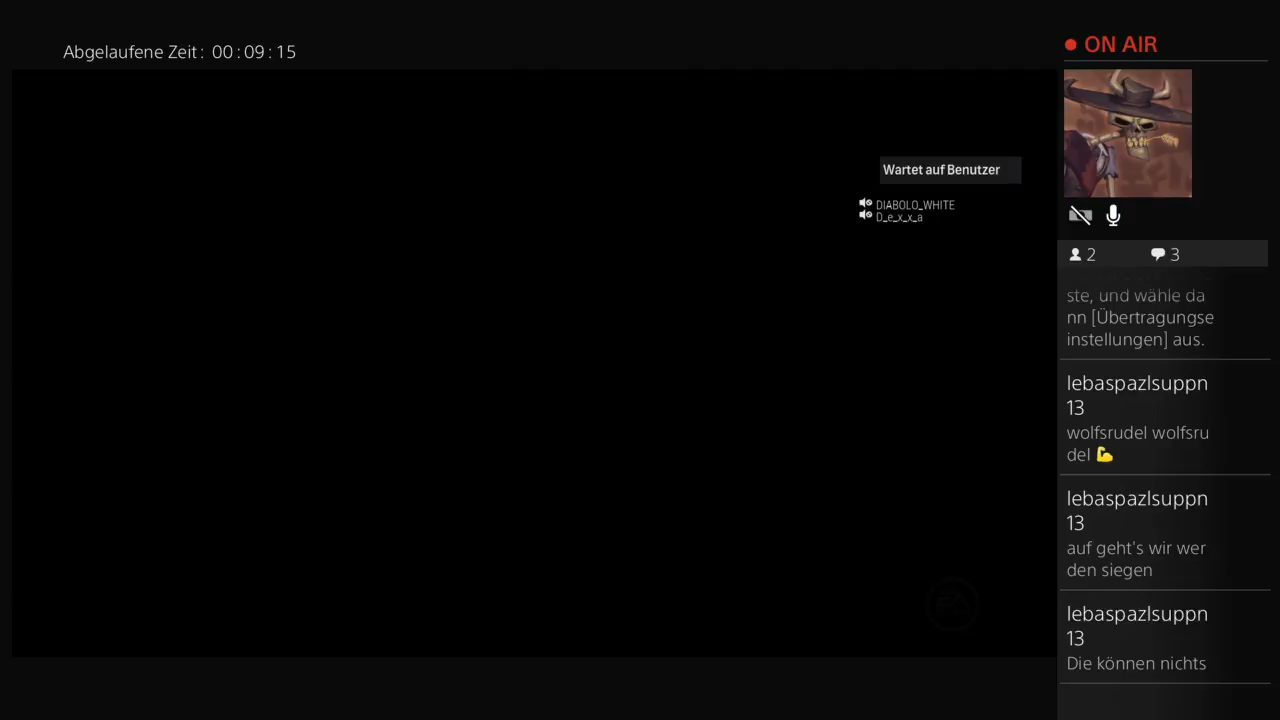 Abgelaufene Zeit: 00:09:15
ON AIR
Wartet auf Benutzer
DIABOLO_WHITE
D_e_x_x_a
2
3
ste, und wähle da
nn [Übertragungse
instellungen] aus.
lebaspazlsuppn
13
wolfsrudel wolfsru
del 💪
lebaspazlsuppn
13
auf geht's wir wer
den siegen
lebaspazlsuppn
13
Die können nichts
EA